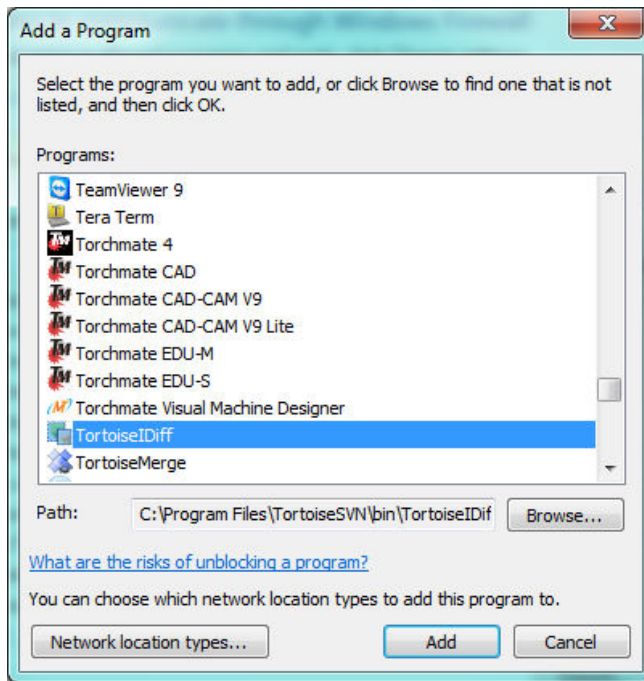 Add a Program
Select the program you want to add, or click Browse to find one that is not
listed, and then click OK.
Programs:
TeamViewer 9
Tera Term
Torchmate 4
Torchmate CAD
Torchmate CAD-CAM V9
Torchmate CAD-CAM V9 Lite
Torchmate EDU-M
Torchmate EDU-S
Torchmate Visual Machine Designer
TortoiseIDiff
TortoiseMerge
Path: C:\Program Files\TortoiseSVN\bin\TortoiseIDif Browse...
What are the risks of unblocking a program?
You can choose which network location types to add this program to.
Network location types... Add Cancel